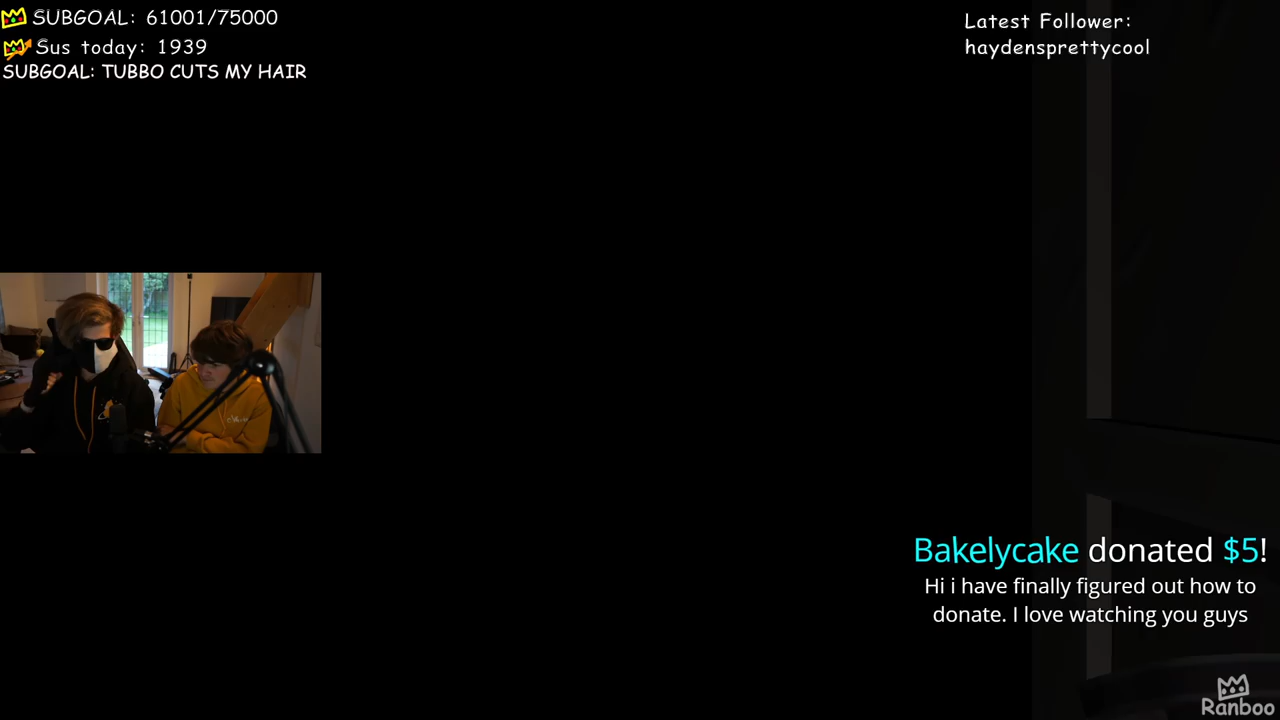 SUBGOAL: 61001/75000
Sus today: 1939
SUBGOAL: TUBBO CUTS MY HAIR
Latest Follower:
haydensprettycool
Bakelycake donated $5!
Hi i have finally figured out how to
donate. I love watching you guys
Ranboo